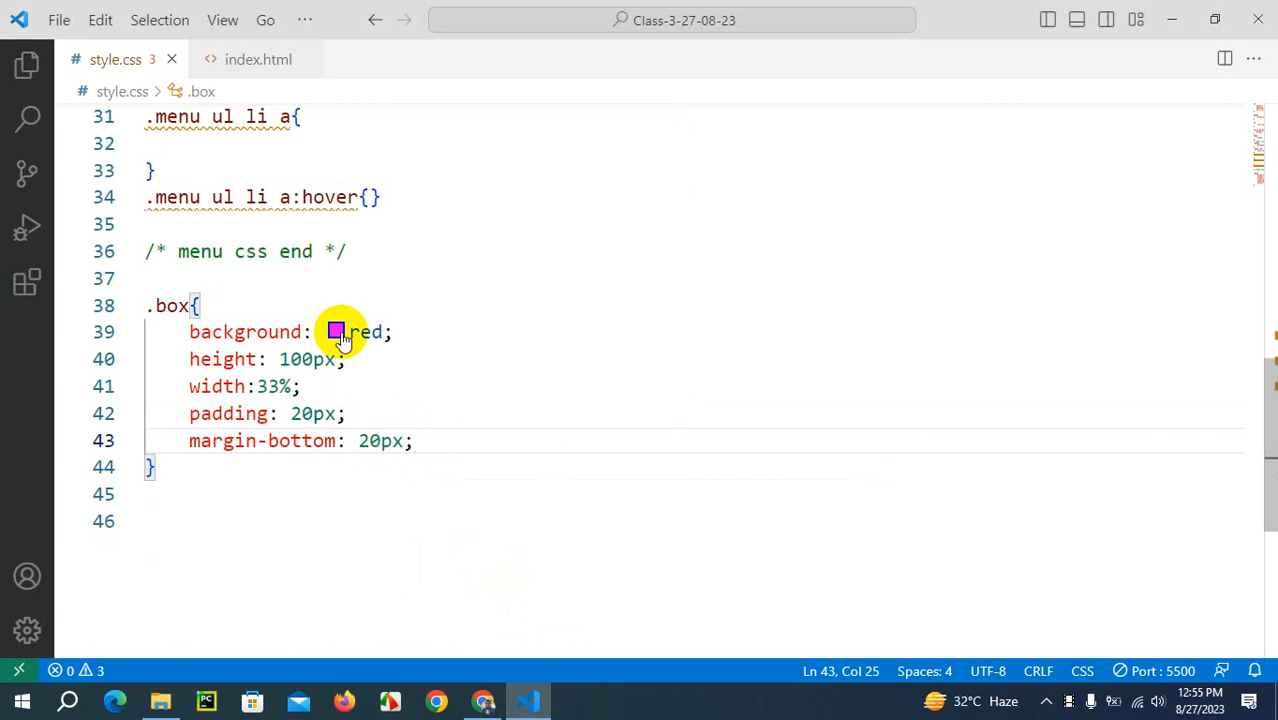 File Edit Selection View Go ··· Class-3-27-08-23
# style.css 3 <> index.html
# style.css > .box
31 .menu ul li a{
32
33 }
34 .menu ul li a:hover{}
35
36 /* menu css end */
37
38 .box{
39 background: red;
40 height: 100px;
41 width:33%;
42 padding: 20px;
43 margin-bottom: 20px;
44 }
45
46
0 3 Ln 43, Col 25 Spaces: 4 UTF-8 CRLF CSS Port : 5500
PC 32°C Haze 12:55 PM
8/27/2023